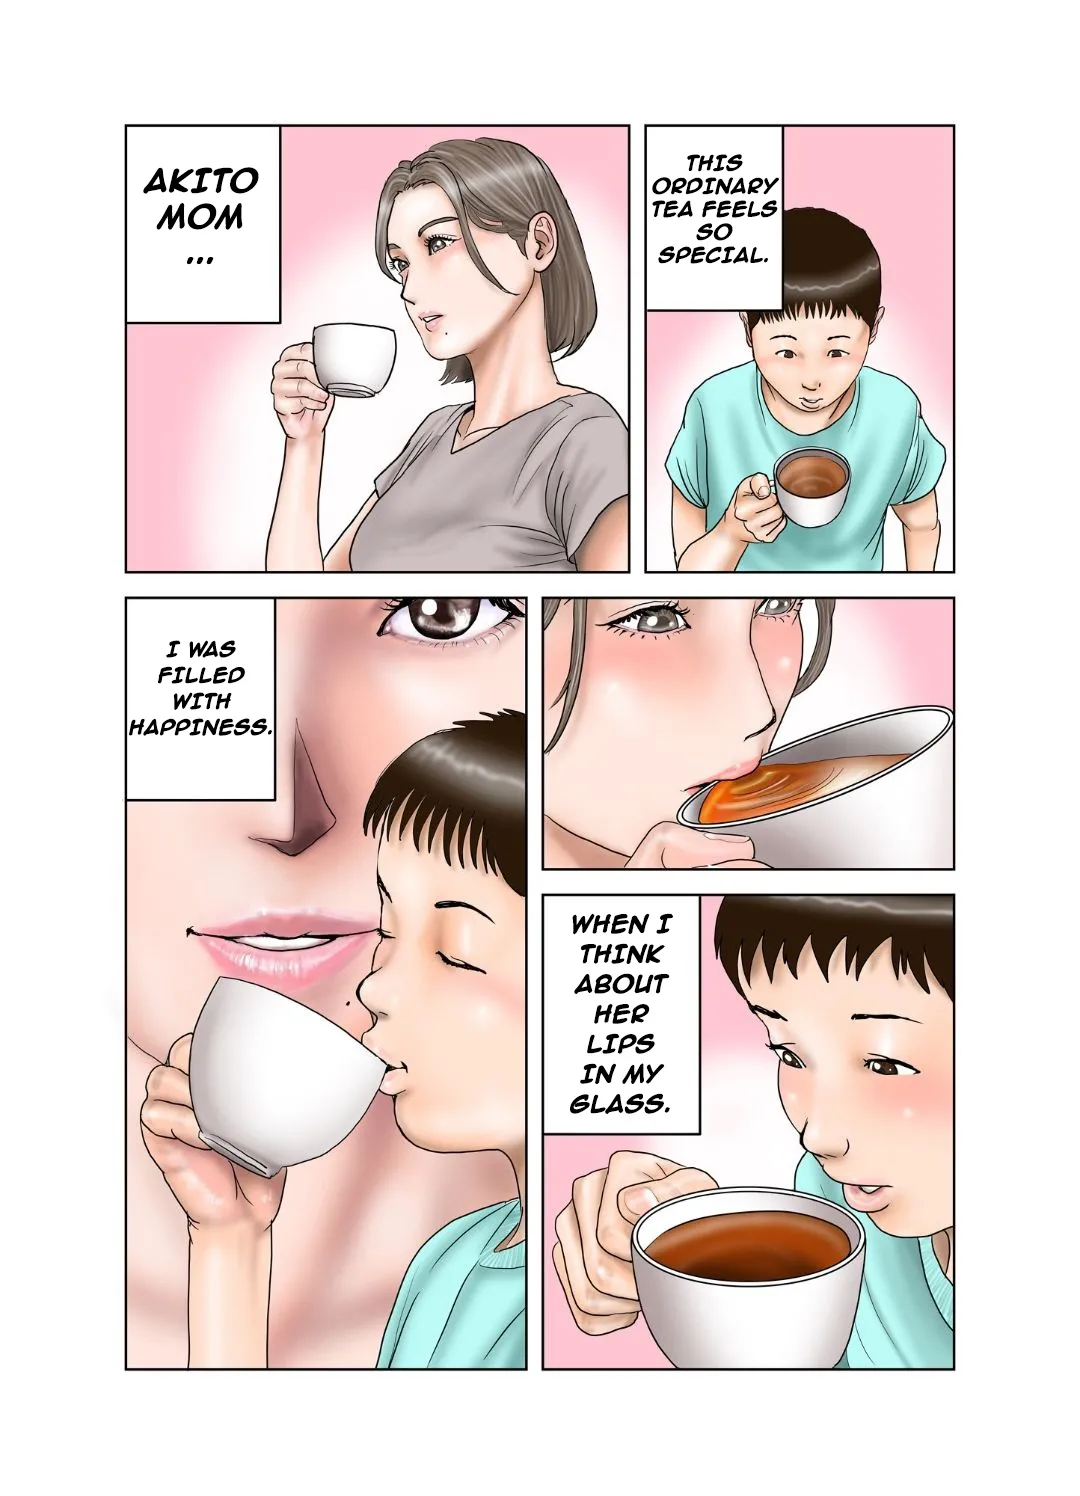 AKITO
MOM
...
THIS
ORDINARY
TEA FEELS
SO
SPECIAL.
I WAS
FILLED
WITH
HAPPINESS.
WHEN I
THINK
ABOUT
HER
LIPS
IN MY
GLASS.